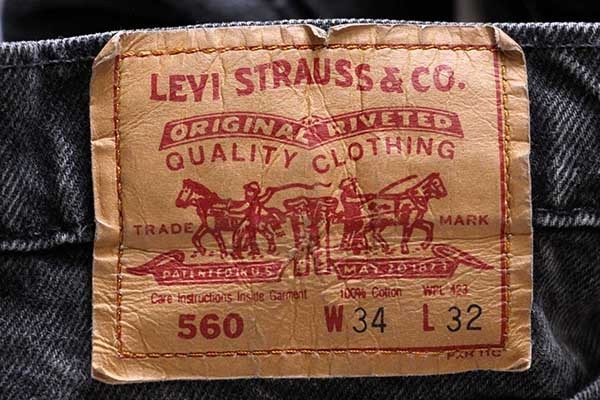 LEVI STRAUSS & CO.
ORIGINAL RIVETED
QUALITY CLOTHING
TRADE MARK
PATENTED IN U.S. MAY 20 1873
Care Instructions Inside Garment 100% Cotton WPL 423
560 W 34 L 32